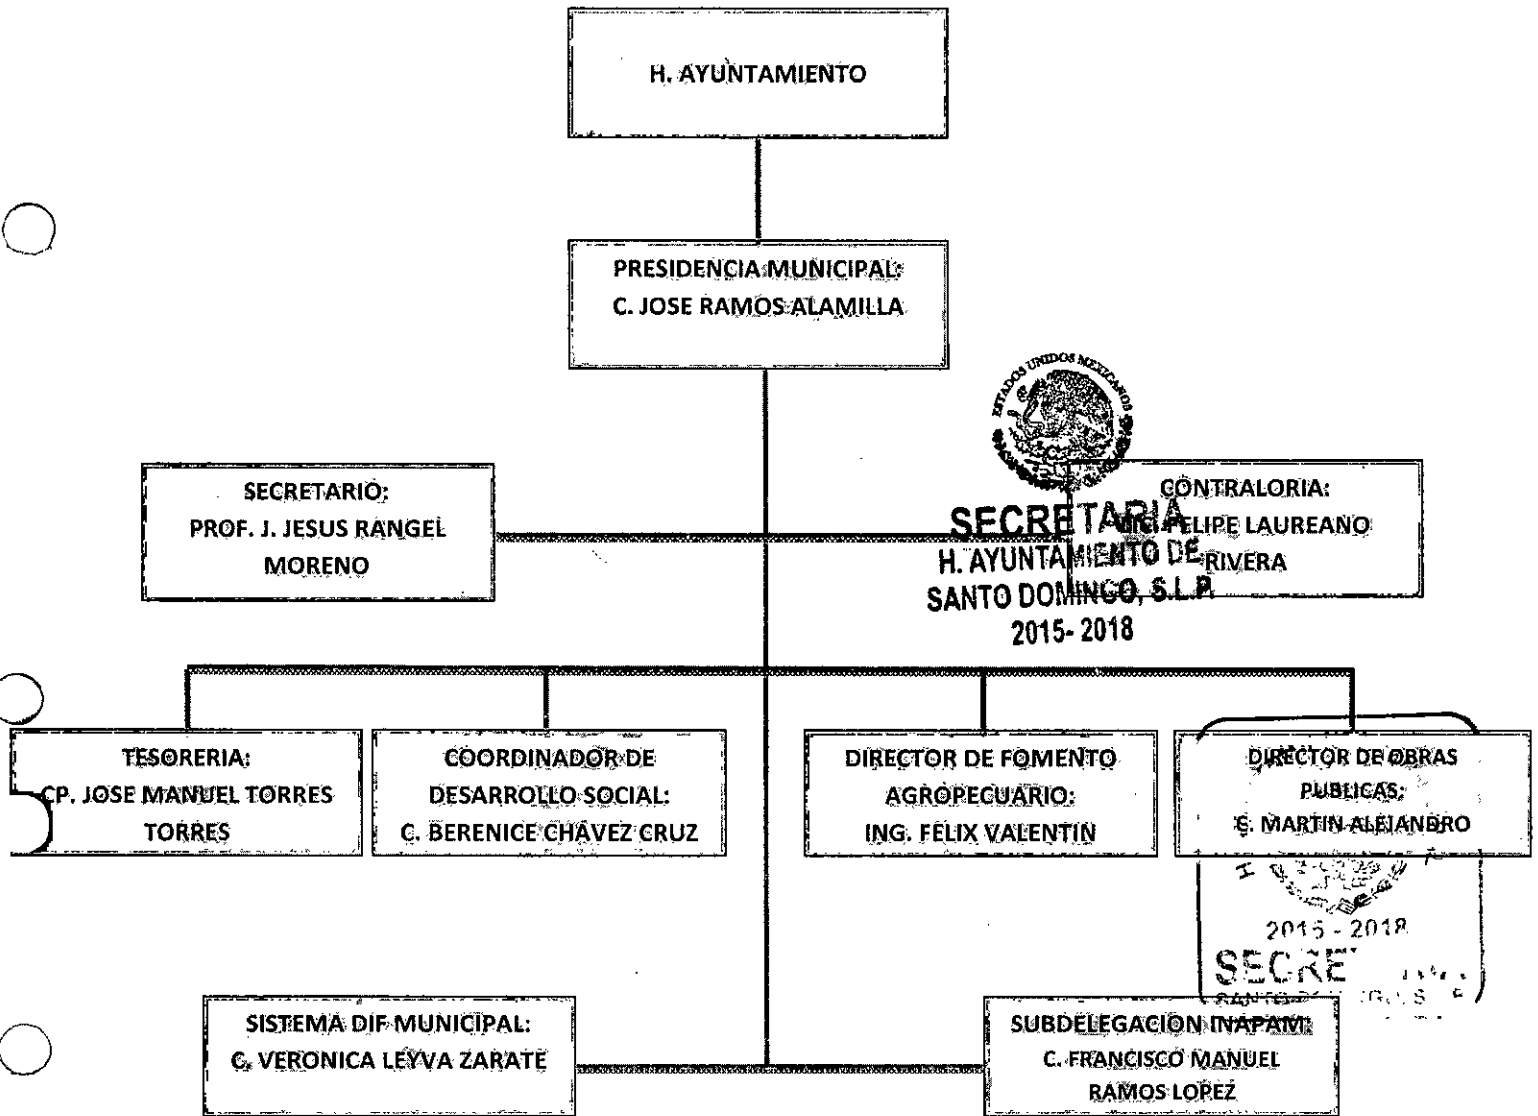 H. AYUNTAMIENTO
PRESIDENCIA MUNICIPAL:
C. JOSE RAMOS ALAMILLA
ESTADOS UNIDOS MEXICANOS
SECRETARIO:
PROF. J. JESUS RANGEL
MORENO
CONTRALORIA:
FELIPE LAUREANO
RIVERA
SECRETARIA
H. AYUNTAMIENTO DE
SANTO DOMINGO, S.L.P.
2015- 2018
TESORERIA:
CP. JOSE MANUEL TORRES
TORRES
COORDINADOR DE
DESARROLLO SOCIAL:
C. BERENICE CHAVEZ CRUZ
DIRECTOR DE FOMENTO
AGROPECUARIO:
ING. FELIX VALENTIN
DIRECTOR DE OBRAS
PUBLICAS:
C. MARTIN ALEJANDRO
2015 - 2018
SISTEMA DIF MUNICIPAL:
C. VERONICA LEYVA ZARATE
SUBDELEGACION INAPAM:
C. FRANCISCO MANUEL
RAMOS LOPEZ